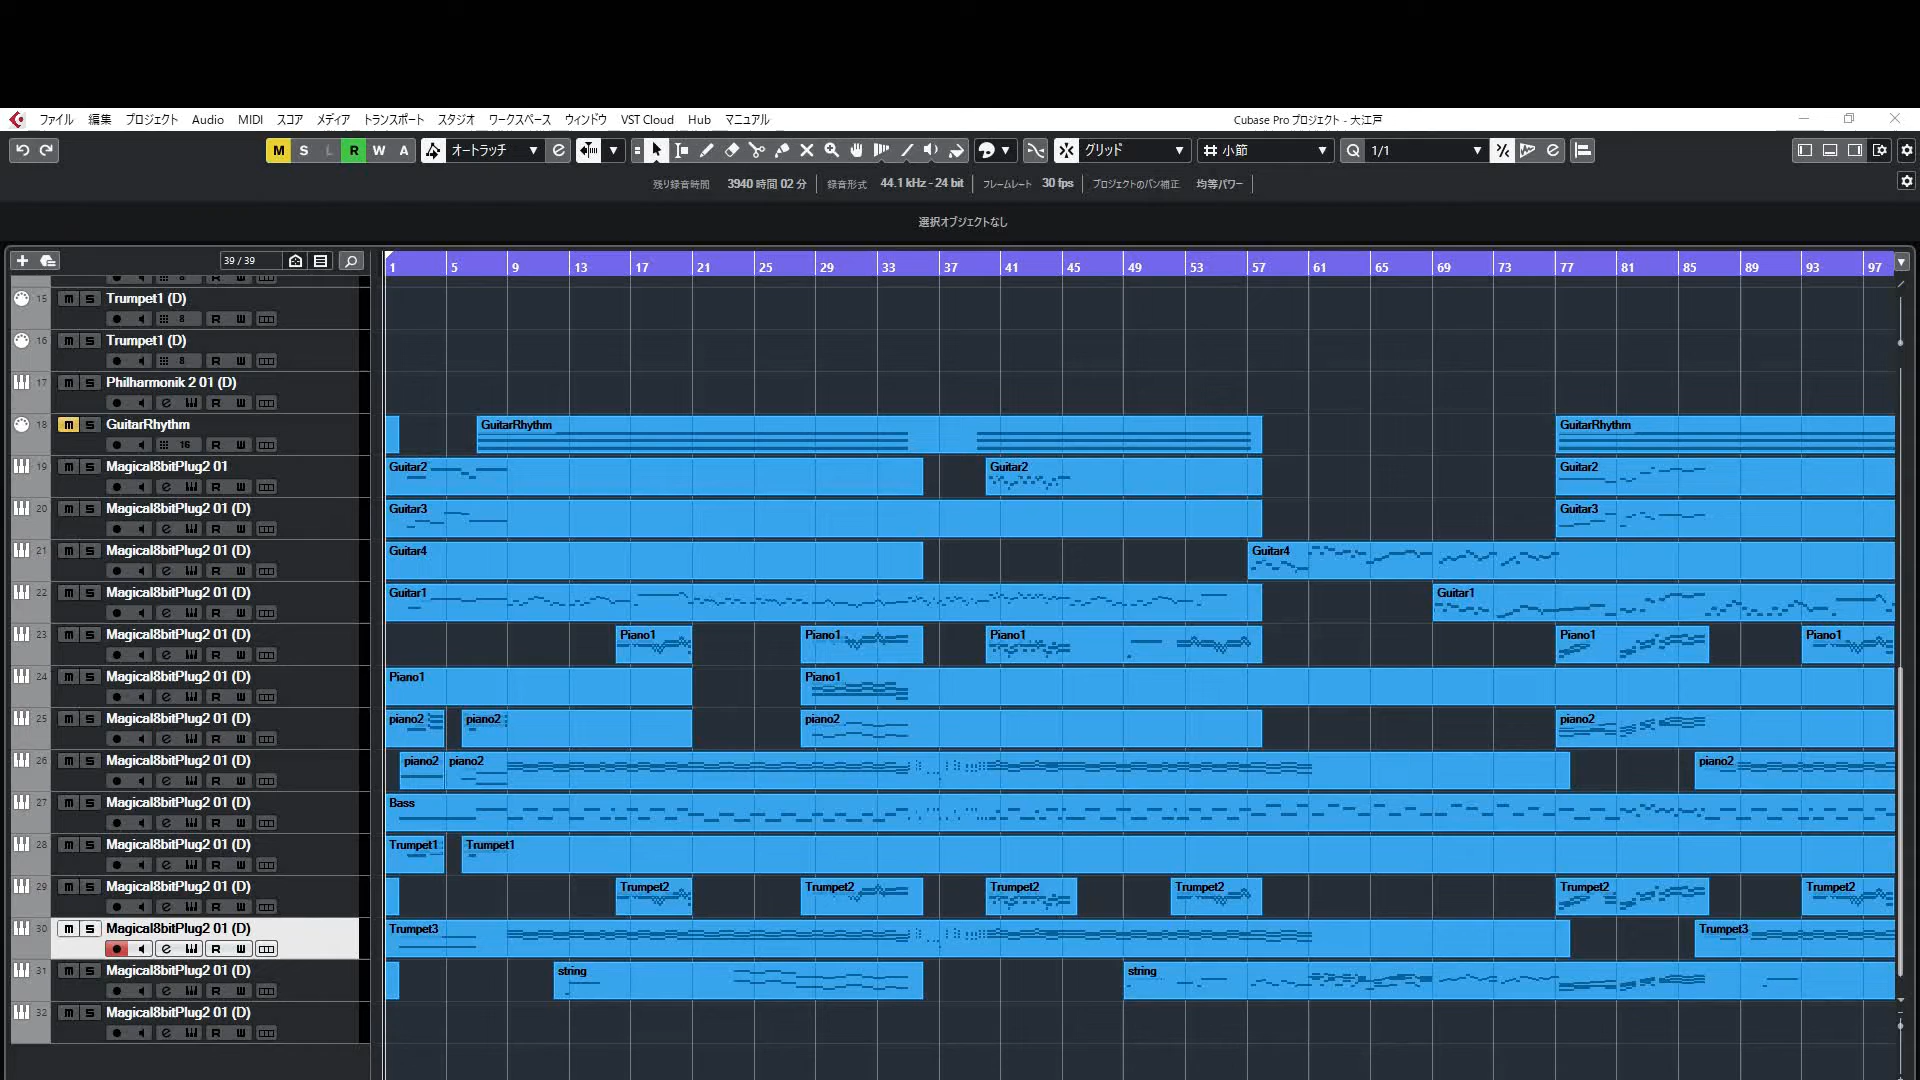 ファイル 編集 プロジェクト Audio MIDI スコア メディア トランスポート スタジオ ワークスペース ウィンドウ VST Cloud Hub マニュアル Cubase Pro プロジェクト - 大江戸
M S L R W A オートラッチ グリッド 小節 Q 1/1
残り録音時間 3940 時間 02 分 録音形式 44.1 kHz - 24 bit フレームレート 30 fps プロジェクトのパン補正 均等パワー
選択オブジェクトなし
39 / 39 1 5 9 13 17 21 25 29 33 37 41 45 49 53 57 61 65 69 73 77 81 85 89 93 97
15 m s Trumpet1 (D)
8 R W
16 m s Trumpet1 (D)
8 R W
17 m s Philharmonik 2 01 (D)
e R W
18 m s GuitarRhythm GuitarRhythm GuitarRhythm
16 R W
19 m s Magical8bitPlug2 01 Guitar2 Guitar2 Guitar2
e R W
20 m s Magical8bitPlug2 01 (D) Guitar3 Guitar3
e R W
21 m s Magical8bitPlug2 01 (D) Guitar4 Guitar4
e R W
22 m s Magical8bitPlug2 01 (D) Guitar1 Guitar1
e R W
23 m s Magical8bitPlug2 01 (D) Piano1 Piano1 Piano1 Piano1 Piano1
e R W
24 m s Magical8bitPlug2 01 (D) Piano1 Piano1
e R W
25 m s Magical8bitPlug2 01 (D) piano2 piano2 piano2 piano2
e R W
26 m s Magical8bitPlug2 01 (D) piano2 piano2 piano2
e R W
27 m s Magical8bitPlug2 01 (D) Bass
e R W
28 m s Magical8bitPlug2 01 (D) Trumpet1 Trumpet1
e R W
29 m s Magical8bitPlug2 01 (D) Trumpet2 Trumpet2 Trumpet2 Trumpet2 Trumpet2 Trumpet2
e R W
30 m s Magical8bitPlug2 01 (D) Trumpet3 Trumpet3
e R W
31 m s Magical8bitPlug2 01 (D) string string
e R W
32 m s Magical8bitPlug2 01 (D)
e R W